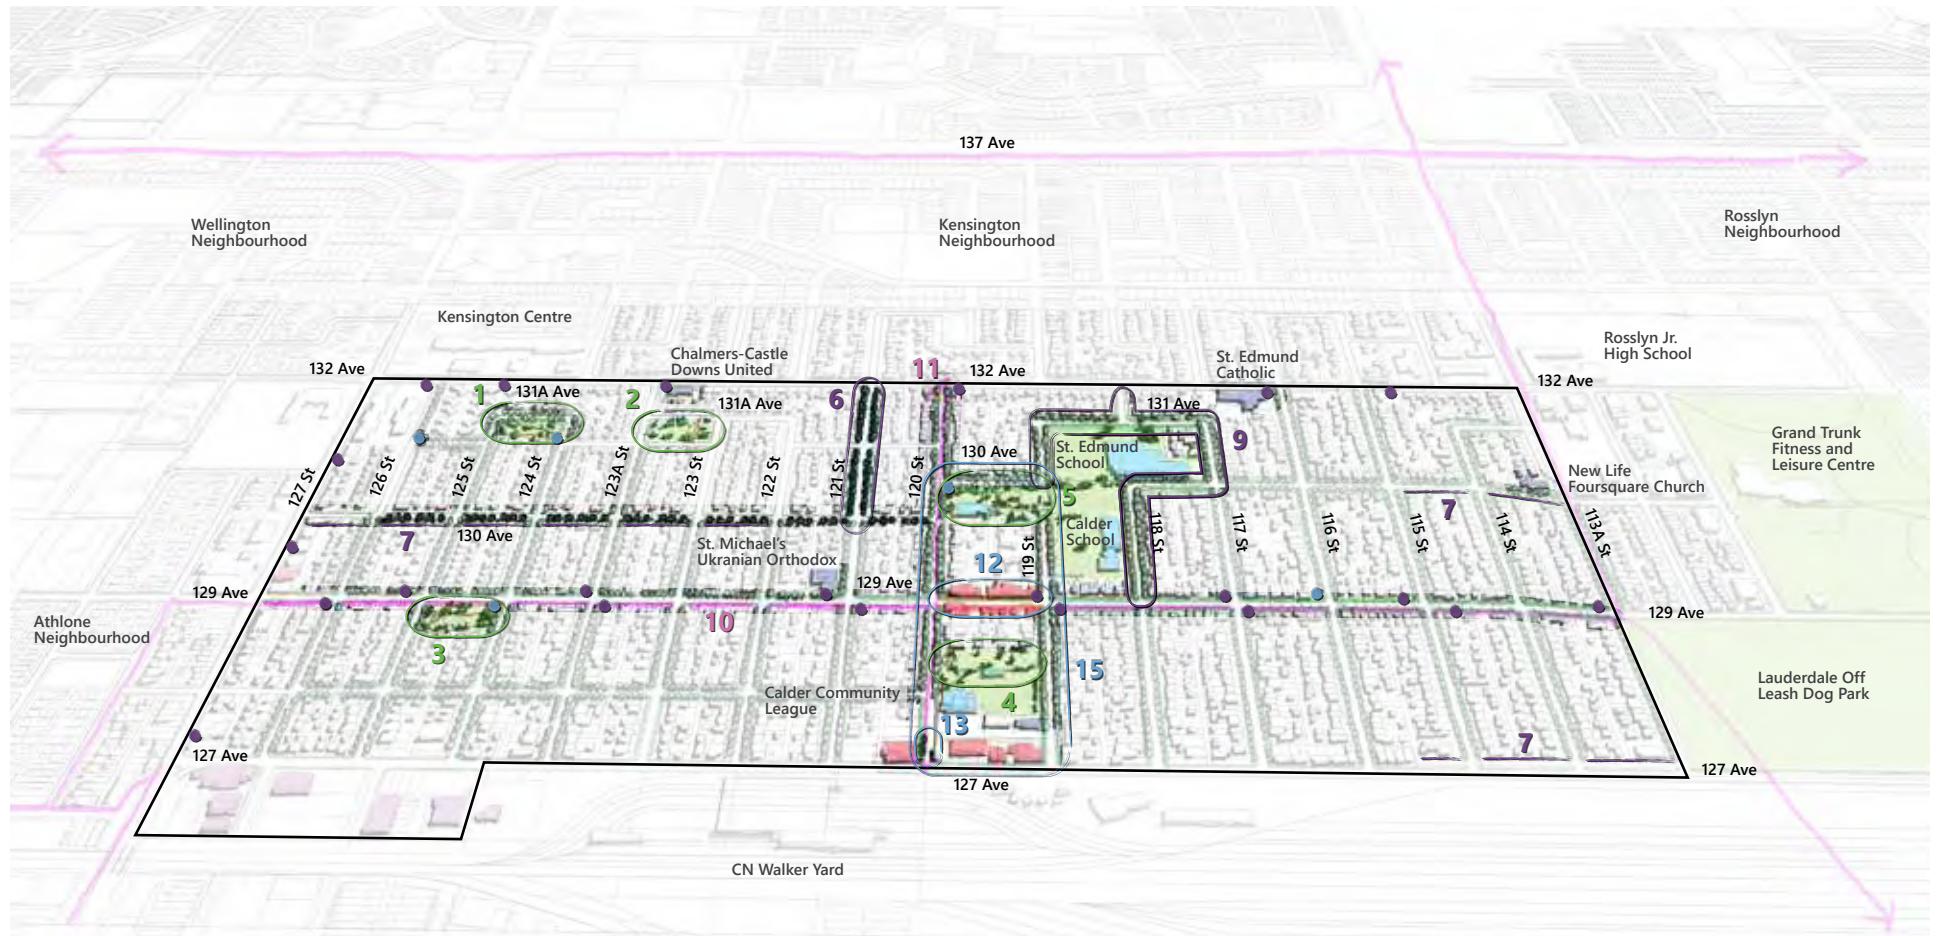 137 Ave
Wellington
Neighbourhood
Kensington
Neighbourhood
Rosslyn
Neighbourhood
Kensington Centre
Chalmers-Castle
Downs United
St. Edmund
Catholic
Rosslyn Jr.
High School
132 Ave
11
132 Ave
132 Ave
1
131A Ave
2
131A Ave
6
131 Ave
9
Grand Trunk
Fitness and
Leisure Centre
130 Ave
St. Edmund
School
New Life
Foursquare Church
127 St
126 St
125 St
124 St
123A St
123 St
122 St
121 St
120 St
5
7
Calder
School
119 St
118 St
117 St
116 St
115 St
114 St
113A St
7
130 Ave
St. Michael's
Ukranian Orthodox
12
129 Ave
129 Ave
129 Ave
Athlone
Neighbourhood
10
3
15
Calder Community
League
4
13
Lauderdale Off
Leash Dog Park
7
127 Ave
127 Ave
127 Ave
CN Walker Yard